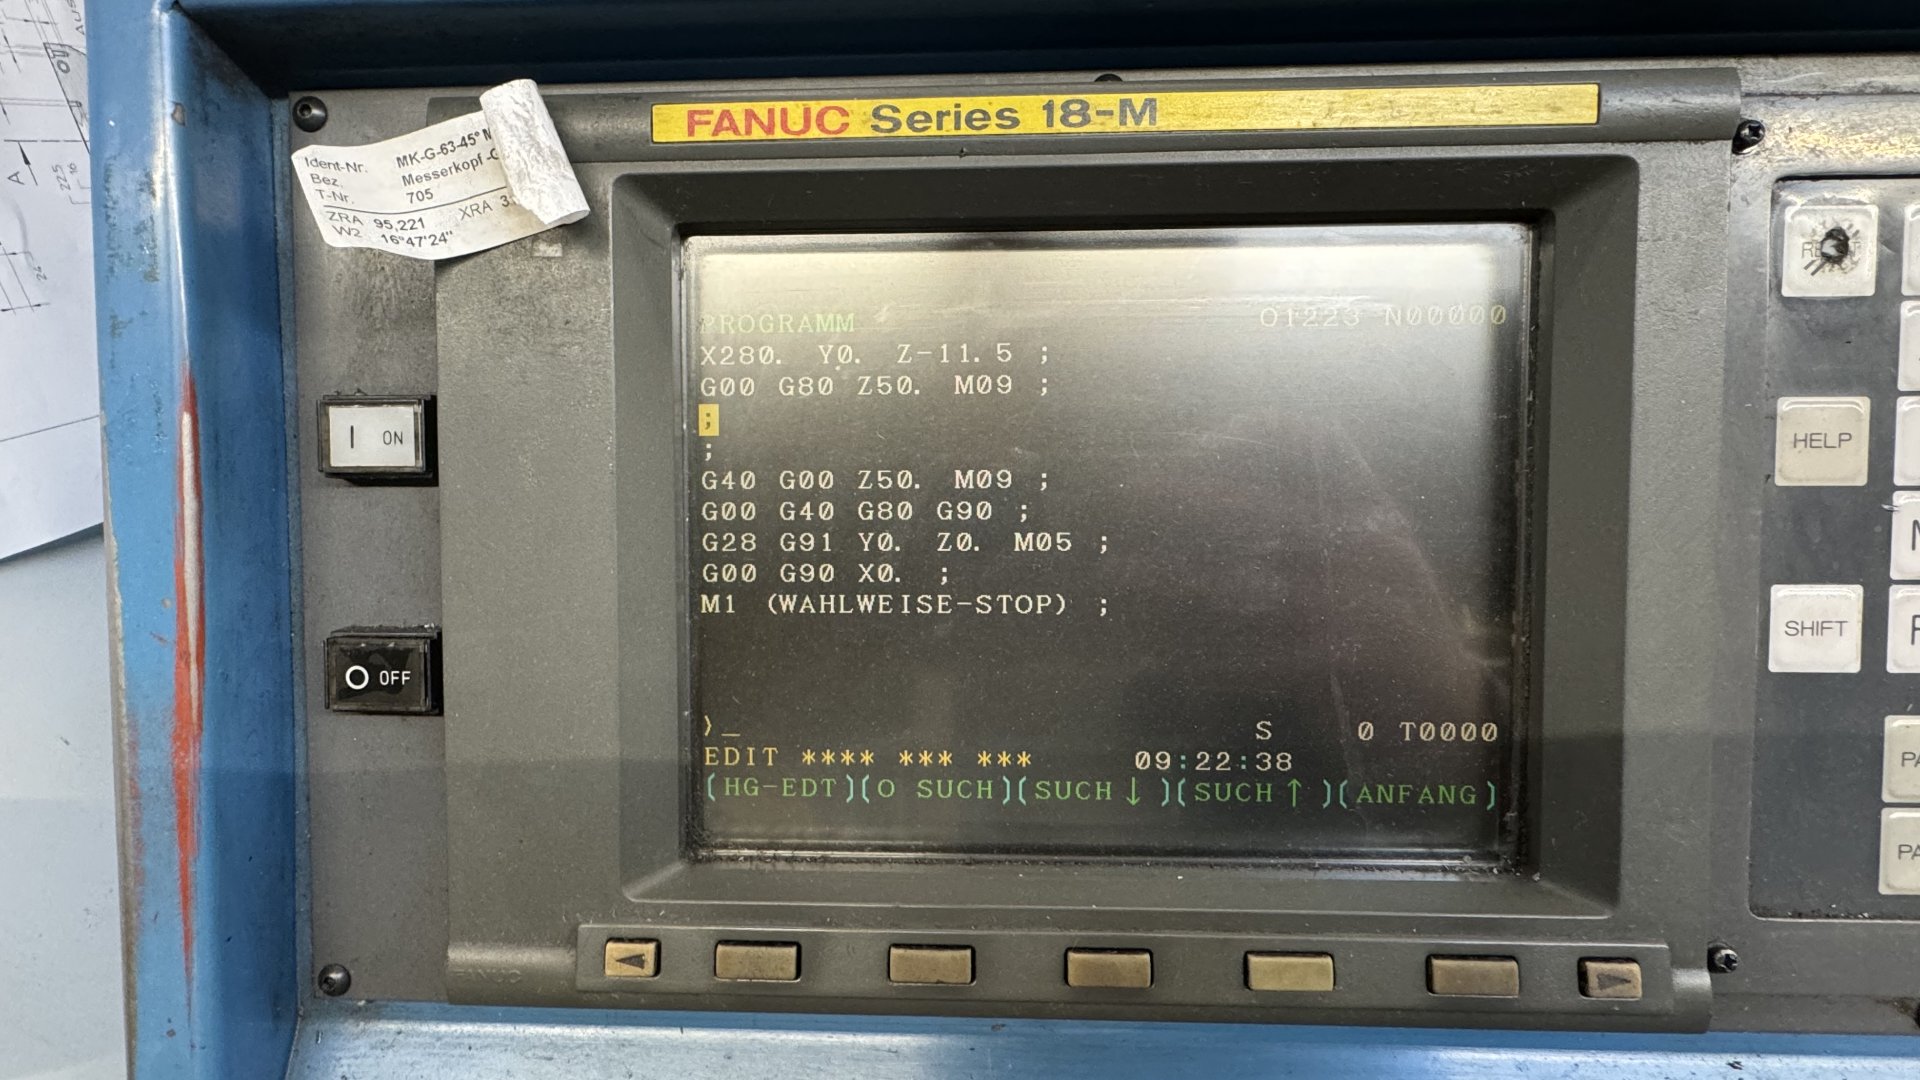 FANUC Series 18-M
Ident-Nr. MK-G-63-45°
Bez. Messerkopf
T-Nr. 705
ZRA 95,221 XRA
W2 16°47'24"
PROGRAMM O1223 N00000
X280. Y0. Z-11.5 ;
G00 G80 Z50. M09 ;
;
;
G40 G00 Z50. M09 ;
G00 G40 G80 G90 ;
G28 G91 Y0. Z0. M05 ;
G00 G90 X0. ;
M1 (WAHLWEISE-STOP) ;
>_ S 0 T0000
EDIT **** *** *** 09:22:38
(HG-EDT)(O SUCH)(SUCH↓)(SUCH↑)(ANFANG)
I ON
O OFF
HELP
SHIFT
A
225